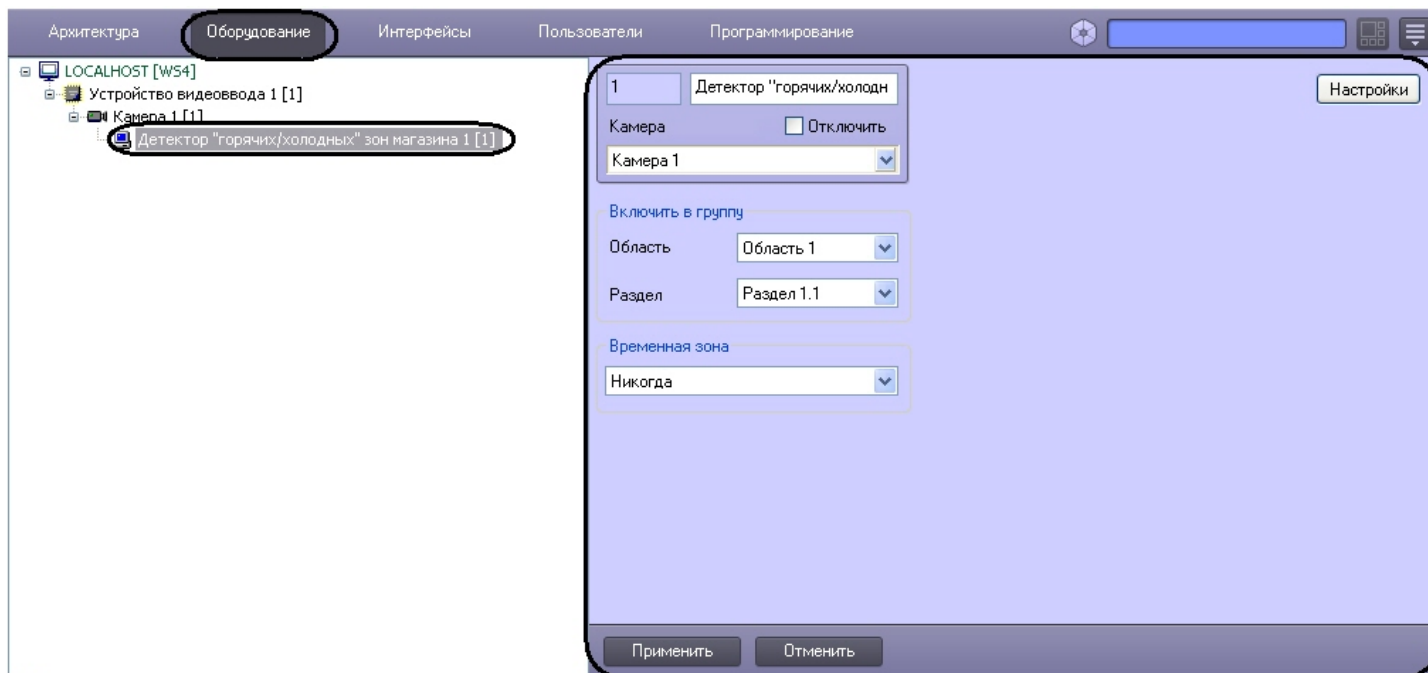 Архитектура Оборудование Интерфейсы Пользователи Программирование
LOCALHOST [WS4]
Устройство видеоввода 1 [1]
Камера 1 [1]
Детектор "горячих/холодных" зон магазина 1 [1]
1 Детектор "горячих/холодн
Настройки
Камера Отключить
Камера 1
Включить в группу
Область Область 1
Раздел Раздел 1.1
Временная зона
Никогда
Применить Отменить